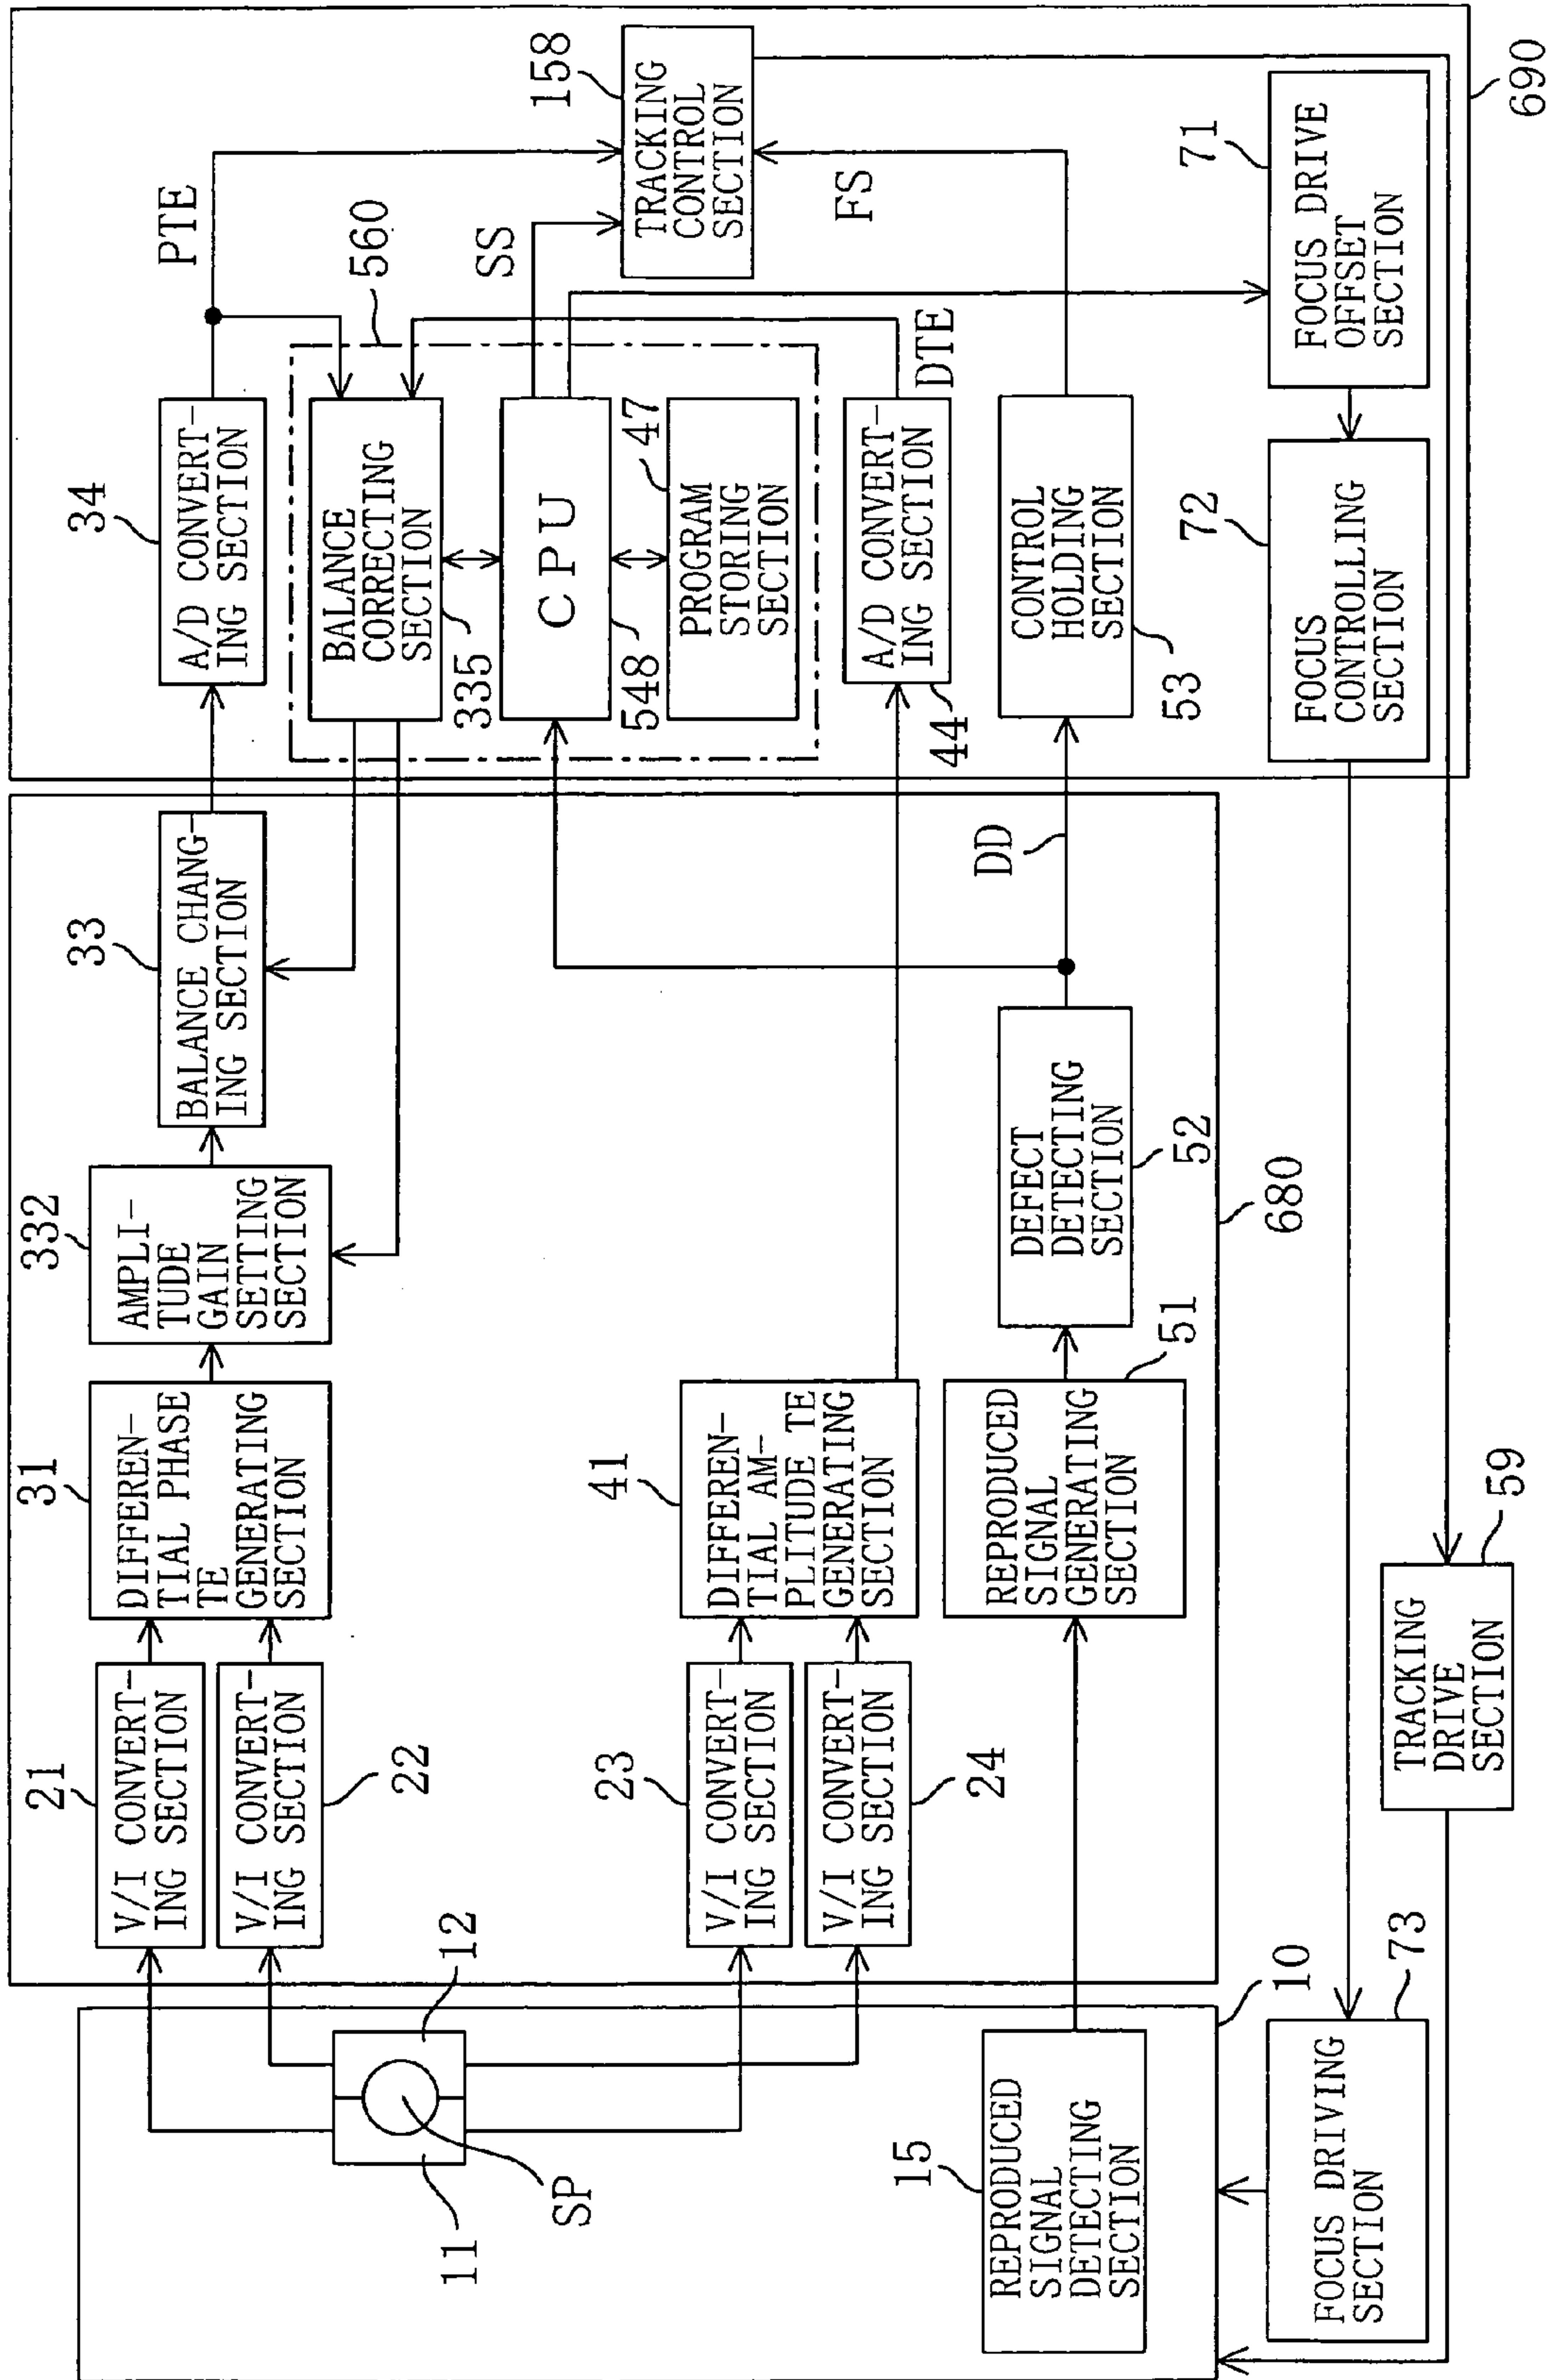 21
V/I CONVERT-
ING SECTION
V/I CONVERT-
ING SECTION
22
31
DIFFEREN-
TIAL PHASE
TE
GENERATING
SECTION
332
AMPLI-
TUDE
GAIN
SETTING
SECTION
33
BALANCE CHANG-
ING SECTION
34
A/D CONVERT-
ING SECTION
PTE
560
BALANCE
CORRECTING
SECTION
335
SS
CPU
548
47
PROGRAM
STORING
SECTION
158
TRACKING
CONTROL
SECTION
FS
12
11
SP
23
V/I CONVERT-
ING SECTION
V/I CONVERT-
ING SECTION
24
41
DIFFEREN-
TIAL AM-
PLITUDE TE
GENERATING
SECTION
A/D CONVERT-
ING SECTION
44
DTE
15
REPRODUCED
SIGNAL
DETECTING
SECTION
REPRODUCED
SIGNAL
GENERATING
SECTION
51
DEFECT
DETECTING
SECTION
52
DD
CONTROL
HOLDING
SECTION
53
10
680
FOCUS DRIVING
SECTION
73
72
FOCUS
CONTROLLING
SECTION
71
FOCUS DRIVE
OFFSET
SECTION
690
TRACKING
DRIVE
SECTION
59